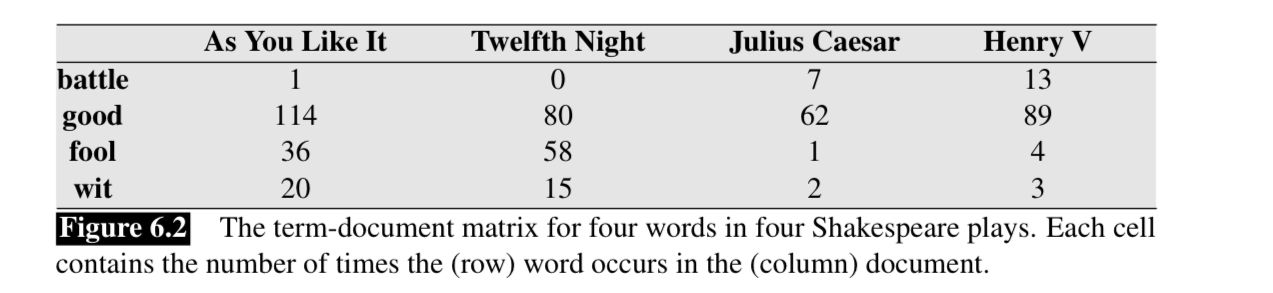 As You Like It Twelfth Night Julius Caesar Henry V
battle 1 0 7 13
good 114 80 62 89
fool 36 58 1 4
wit 20 15 2 3
Figure 6.2 The term-document matrix for four words in four Shakespeare plays. Each cell
contains the number of times the (row) word occurs in the (column) document.